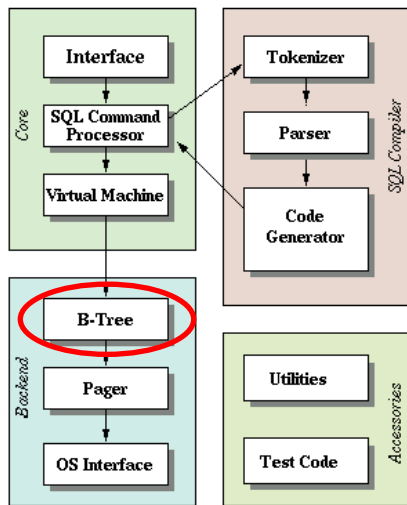 Core
Interface
SQL Command
Processor
Virtual Machine
SQL Compiler
Tokenizer
Parser
Code
Generator
Backend
B-Tree
Pager
OS Interface
Accessories
Utilities
Test Code